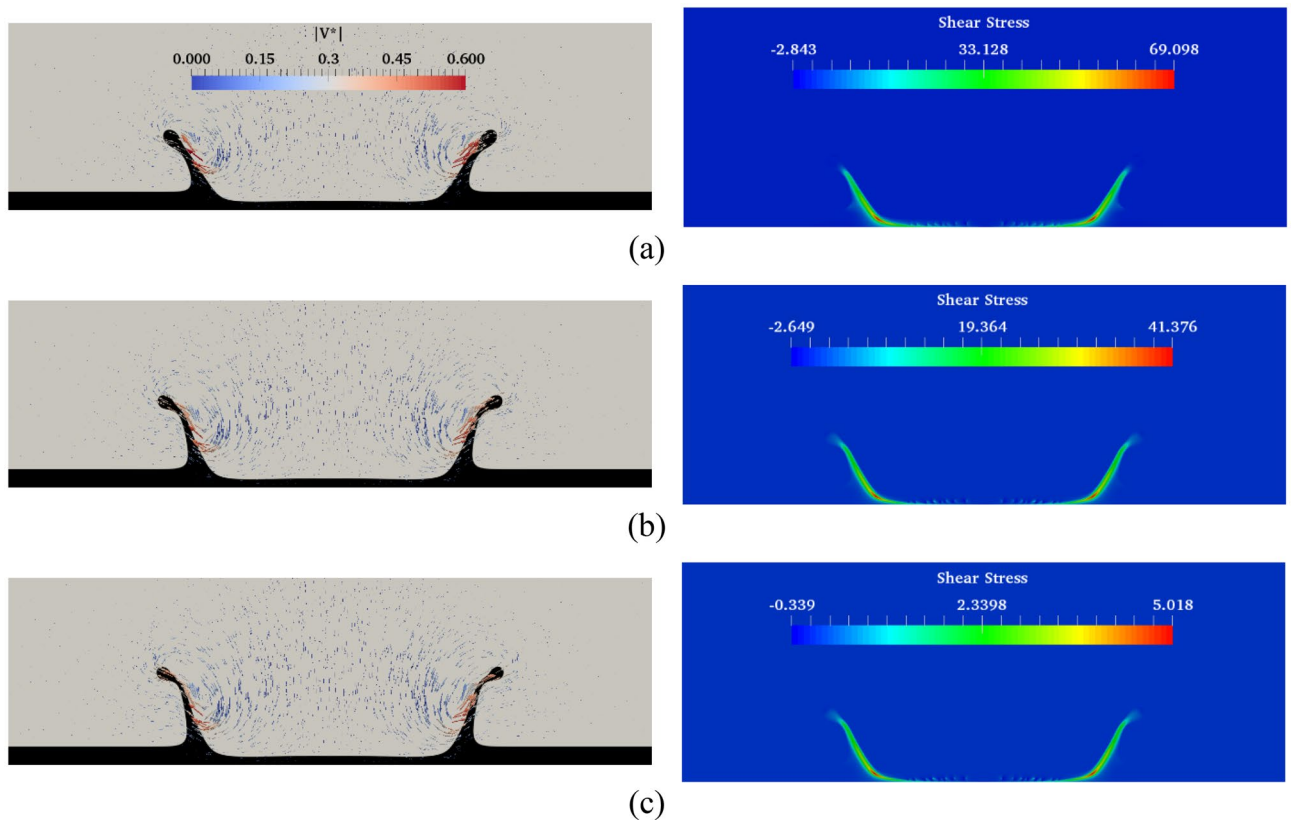 |V*|
0.000 0.15 0.3 0.45 0.600
Shear Stress
-2.843 33.128 69.098
(a)
Shear Stress
-2.649 19.364 41.376
(b)
Shear Stress
-0.339 2.3398 5.018
(c)